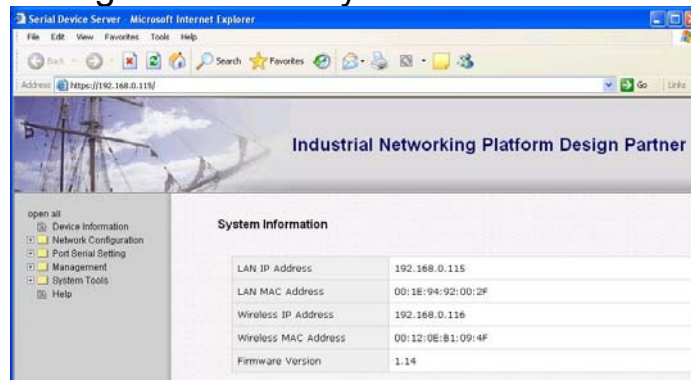 Serial Device Server - Microsoft Internet Explorer
File Edit View Favorites Tools Help
Back Search Favorites
Address https://192.168.0.115/ Go Links
Industrial Networking Platform Design Partner
open all
Device Information
Network Configuration
Port Serial Setting
Management
System Tools
Help
System Information
LAN IP Address 192.168.0.115
LAN MAC Address 00:1E:94:92:00:2F
Wireless IP Address 192.168.0.116
Wireless MAC Address 00:12:0E:81:09:4F
Firmware Version 1.14